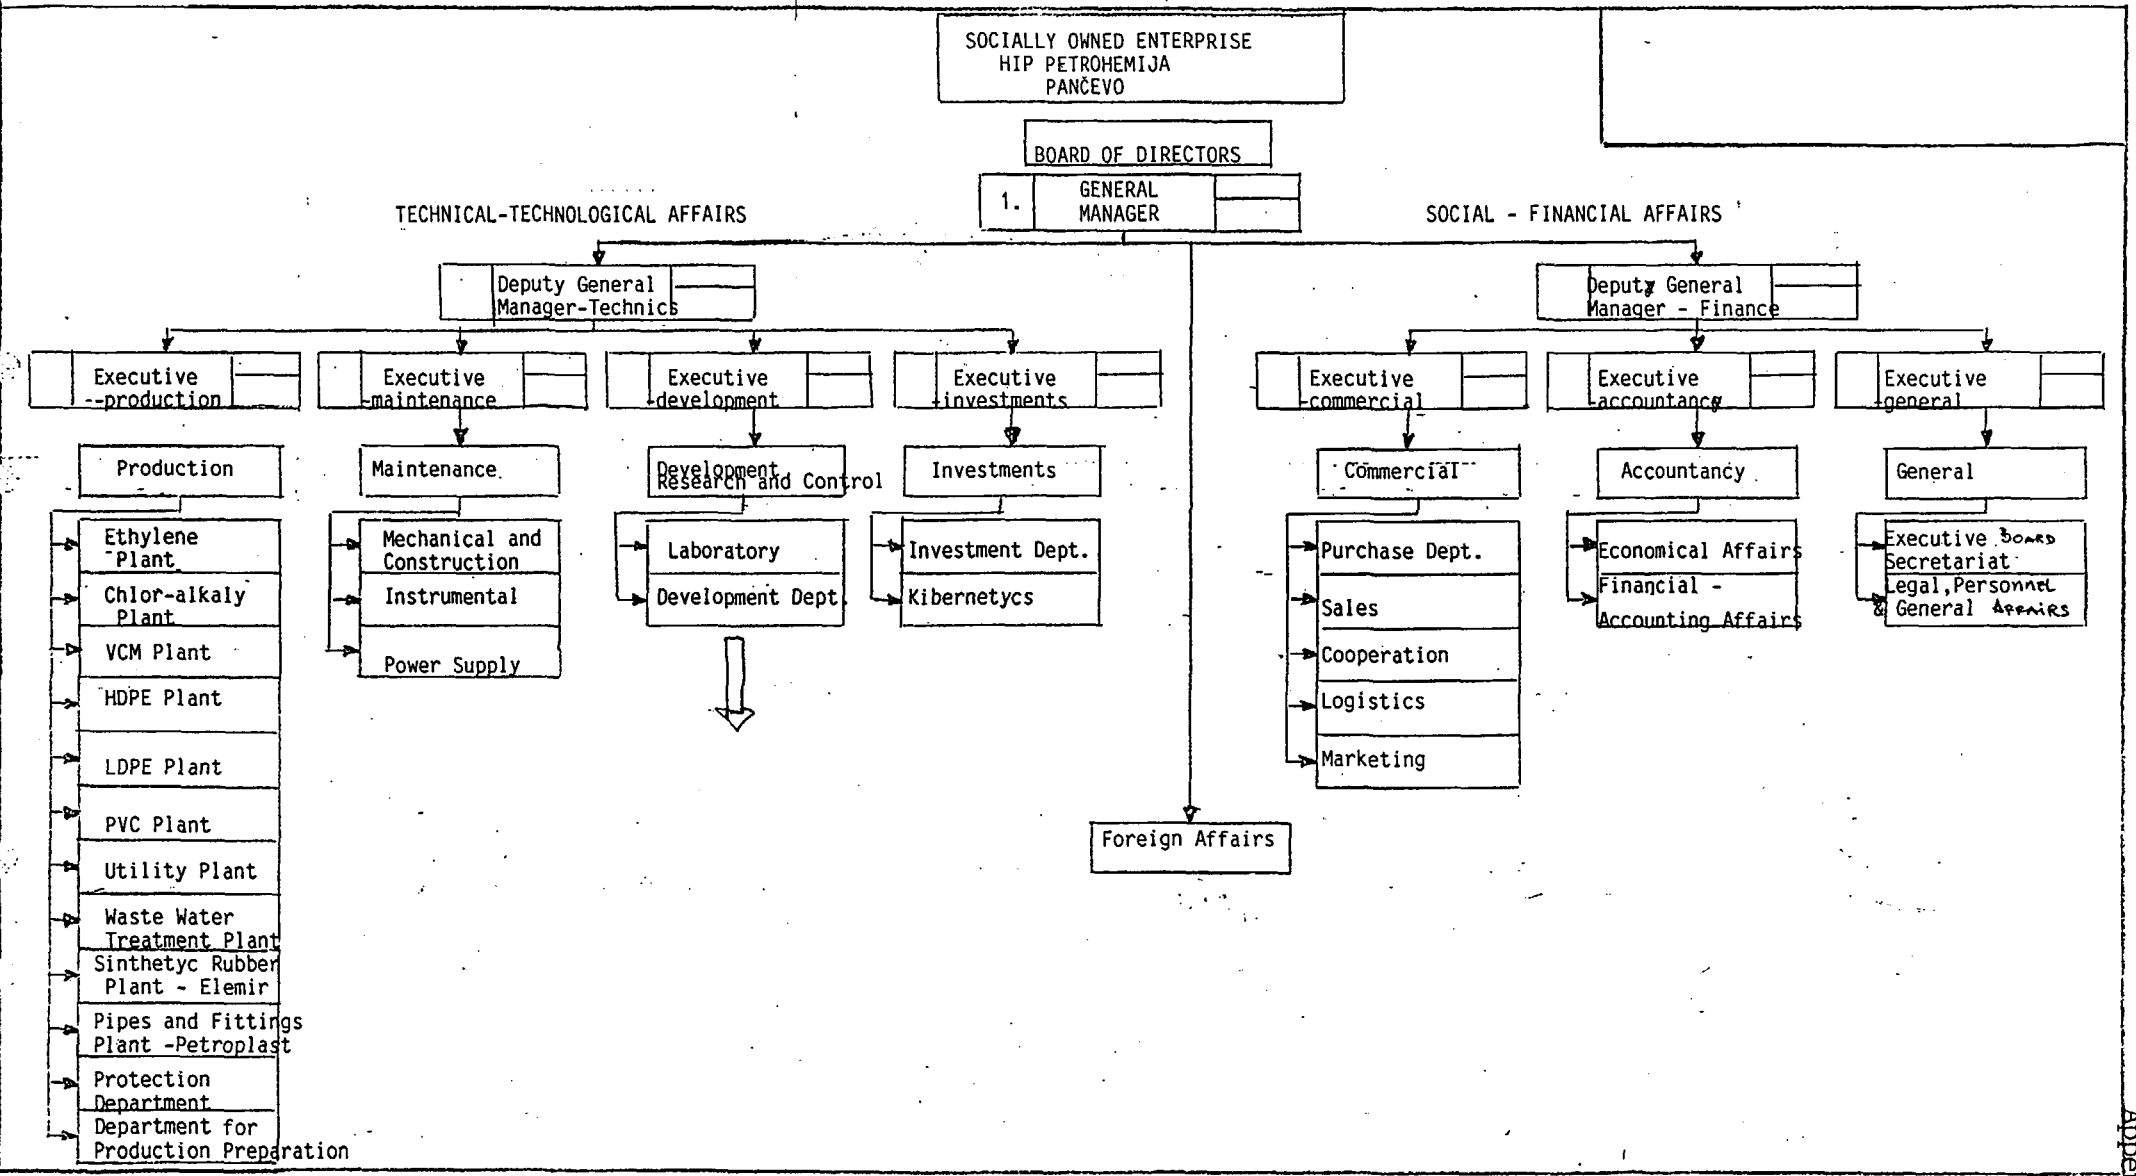 SOCIALLY OWNED ENTERPRISE
HIP PETROHEMIJA
PANČEVO
BOARD OF DIRECTORS
1.
GENERAL
MANAGER
TECHNICAL-TECHNOLOGICAL AFFAIRS
SOCIAL - FINANCIAL AFFAIRS
Deputy General
Manager-Technics
Deputy General
Manager - Finance
Executive
--production
Executive
-maintenance
Executive
-development
Executive
-investments
Executive
-commercial
Executive
-accountancy
Executive
-general
Production
Maintenance
Development
Research and Control
Investments
Commercial
Accountancy
General
Ethylene
Plant
Chlor-alkaly
Plant
VCM Plant
HDPE Plant
LDPE Plant
PVC Plant
Utility Plant
Waste Water
Treatment Plant
Sinthetyc Rubber
Plant - Elemir
Pipes and Fittings
Plant -Petroplast
Protection
Department
Department for
Production Preparation
Mechanical and
Construction
Instrumental
Power Supply
Laboratory
Development Dept.
Investment Dept.
Kibernetycs
Foreign Affairs
Purchase Dept.
Sales
Cooperation
Logistics
Marketing
Economical Affairs
Financial -
Accounting Affairs
Executive BOARD
Secretariat
Legal,Personnel
& General AFFAIRS
Appe